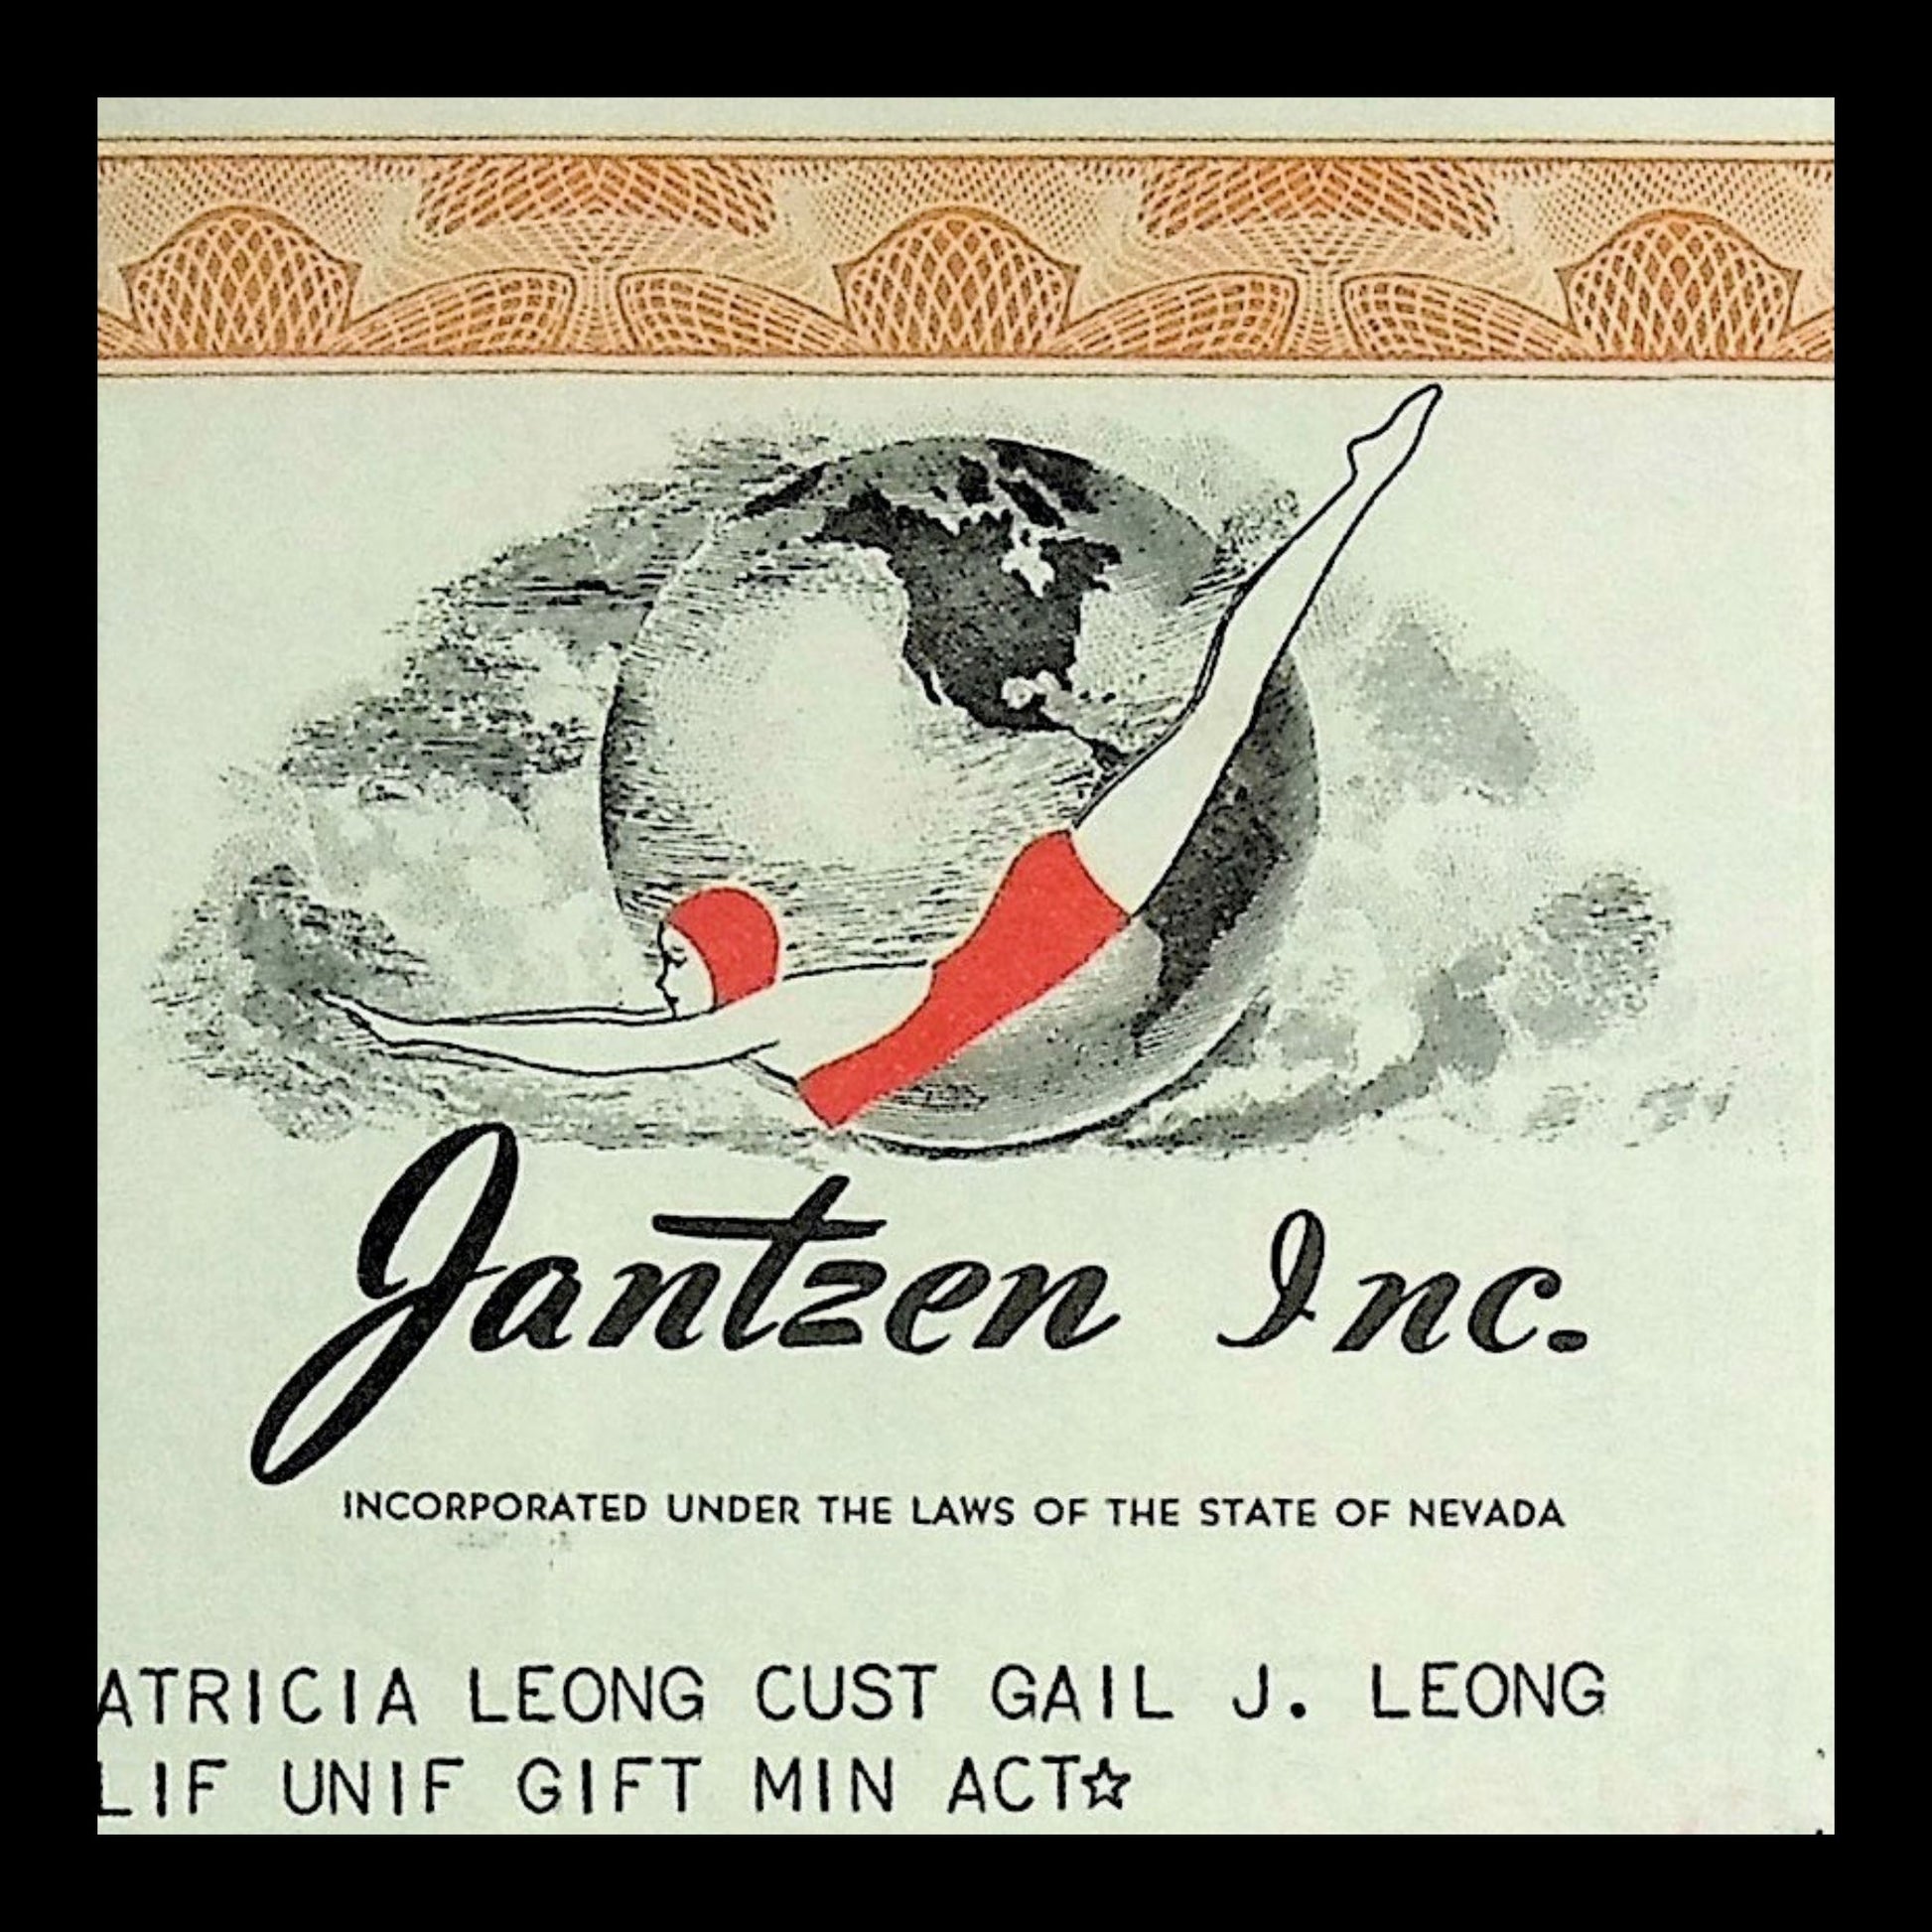 Jantzen Inc.
INCORPORATED UNDER THE LAWS OF THE STATE OF NEVADA
ATRICIA LEONG CUST GAIL J. LEONG
LIF UNIF GIFT MIN ACT☆